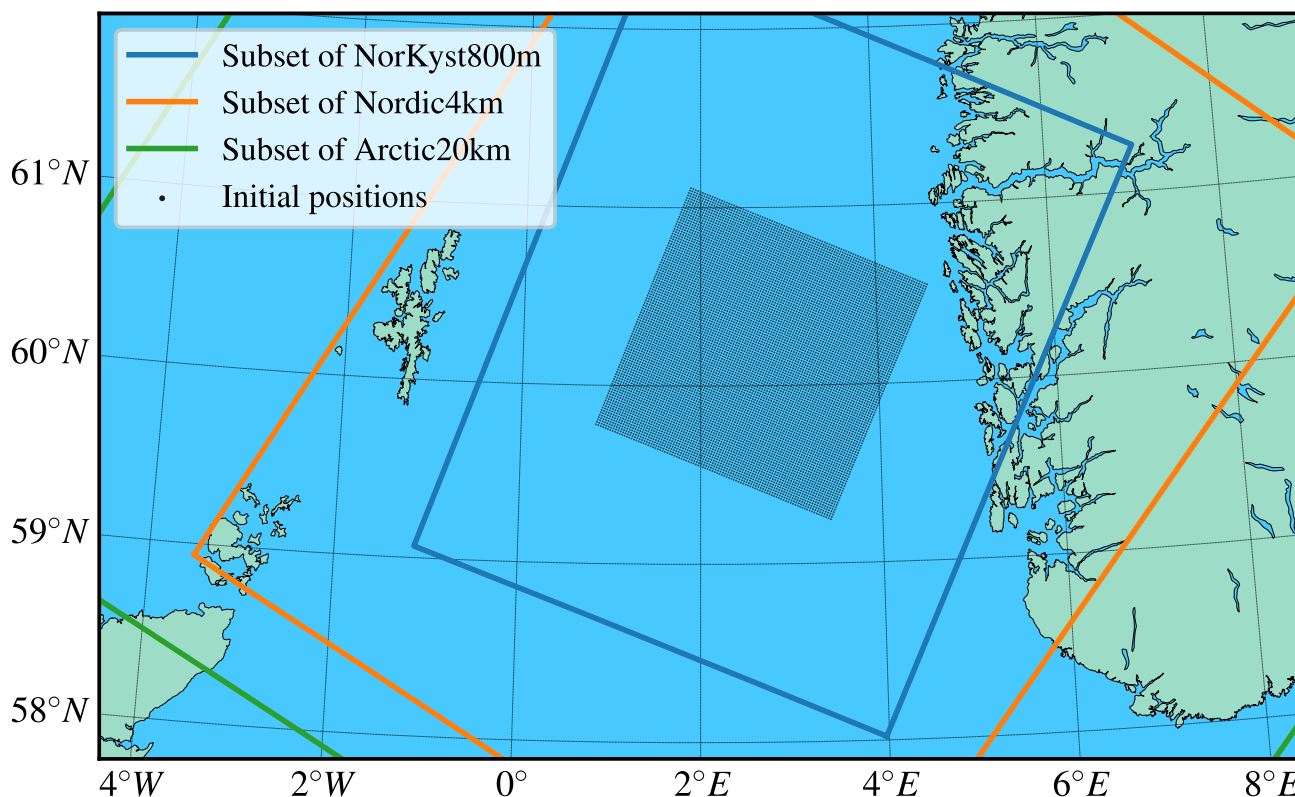 Subset of NorKyst800m
Subset of Nordic4km
Subset of Arctic20km
Initial positions
61°N
60°N
59°N
58°N
4°W 2°W 0° 2°E 4°E 6°E 8°E